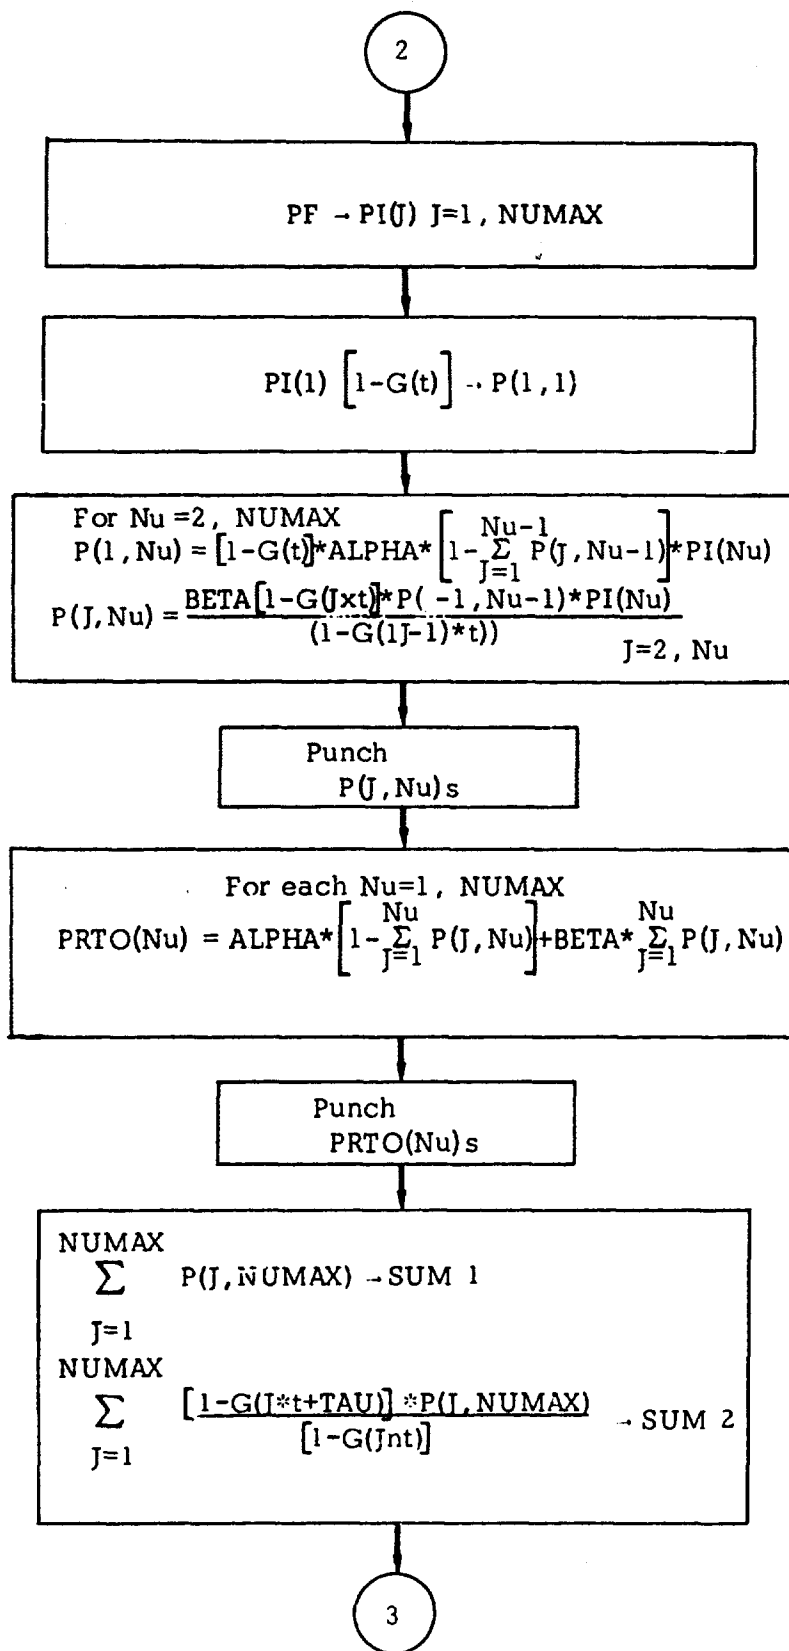 2
PF → PI(J) J=1, NUMAX
PI(1) [1-G(t)] → P(1,1)
For Nu =2, NUMAX
P(1,Nu) = [1-G(t)]*ALPHA*[1-∑ P(J,Nu-1)]*PI(Nu)
Nu-1
J=1
P(J,Nu) = BETA[1-G(Jxt)]*P( -1,Nu-1)*PI(Nu)
(1-G(1J-1)*t))
J=2, Nu
Punch
P(J,Nu)s
For each Nu=1, NUMAX
PRTO(Nu) = ALPHA*[1-∑ P(J,Nu)]+BETA* ∑ P(J,Nu)
Nu
J=1
Nu
J=1
Punch
PRTO(Nu)s
NUMAX
∑ P(J,NUMAX) → SUM 1
J=1
NUMAX
∑ [1-G(J*t+TAU)] *P(J,NUMAX) → SUM 2
[1-G(Jnt)]
J=1
3